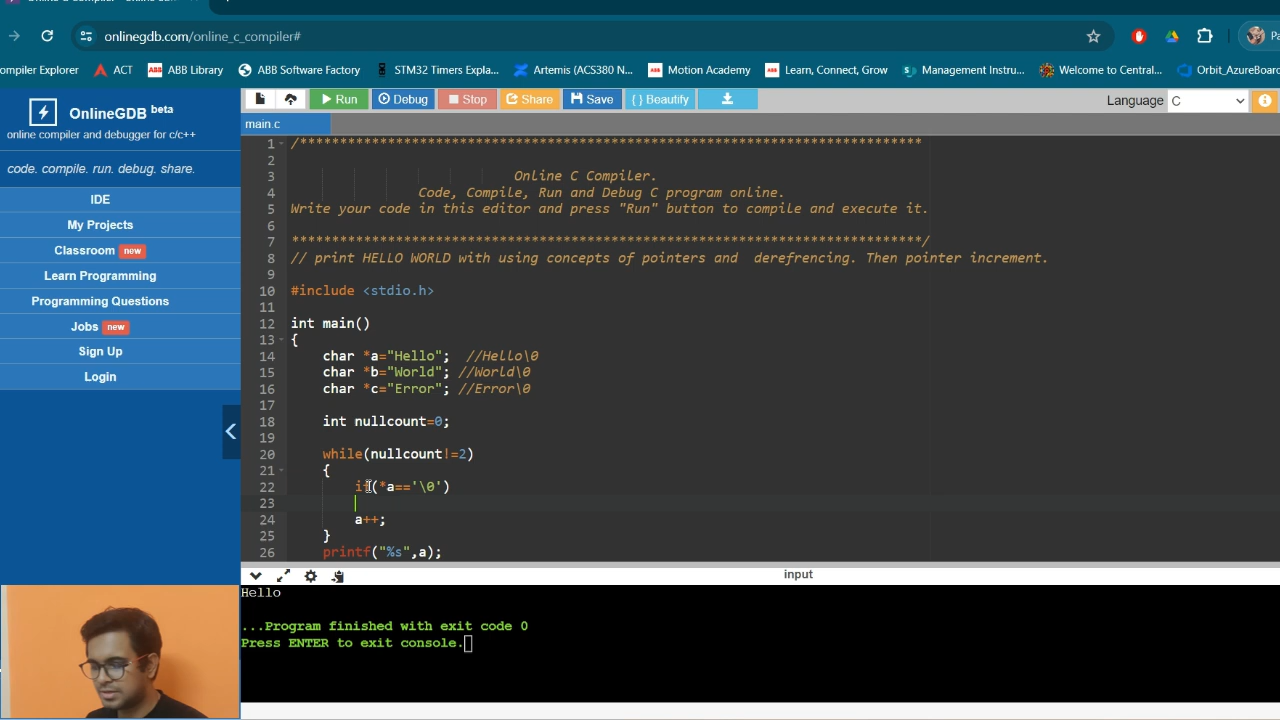 onlinegdb.com/online_c_compiler#
ompiler Explorer
ACT
ABB Library
ABB Software Factory
STM32 Timers Expla...
Artemis (ACS380 N...
Motion Academy
Learn, Connect, Grow
Management Instru...
Welcome to Central...
Orbit_AzureBoard
OnlineGDB beta
online compiler and debugger for c/c++
code. compile. run. debug. share.
IDE
My Projects
Classroom new
Learn Programming
Programming Questions
Jobs new
Sign Up
Login
Run Debug Stop Share Save { } Beautify
Language C
main.c
1 /******************************************************************************
2
3 Online C Compiler.
4 Code, Compile, Run and Debug C program online.
5 Write your code in this editor and press "Run" button to compile and execute it.
6
7 *******************************************************************************/
8 // print HELLO WORLD with using concepts of pointers and  derefrencing. Then pointer increment.
9
10 #include <stdio.h>
11
12 int main()
13 {
14 char *a="Hello";  //Hello\0
15 char *b="World"; //World\0
16 char *c="Error"; //Error\0
17
18 int nullcount=0;
19
20 while(nullcount!=2)
21 {
22 if(*a=='\0')
23
24 a++;
25 }
26 printf("%s",a);
input
Hello
...Program finished with exit code 0
Press ENTER to exit console.